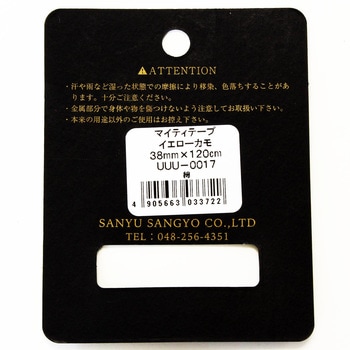 ⚠ATTENTION
・汗や雨など湿った状態での摩擦により移染、色落ちすることがあ
ります。十分ご注意ください。
・金属部分で身体や物を傷つけないよう注意してお取扱い下さい。
・本来の用途以外のご使用はお控え下さい。
マイティテープ
イエローカモ
38mm×120cm
UUU−0017
4 905663 033722
SANYU SANGYO CO.,LTD
TEL：048-256-4351